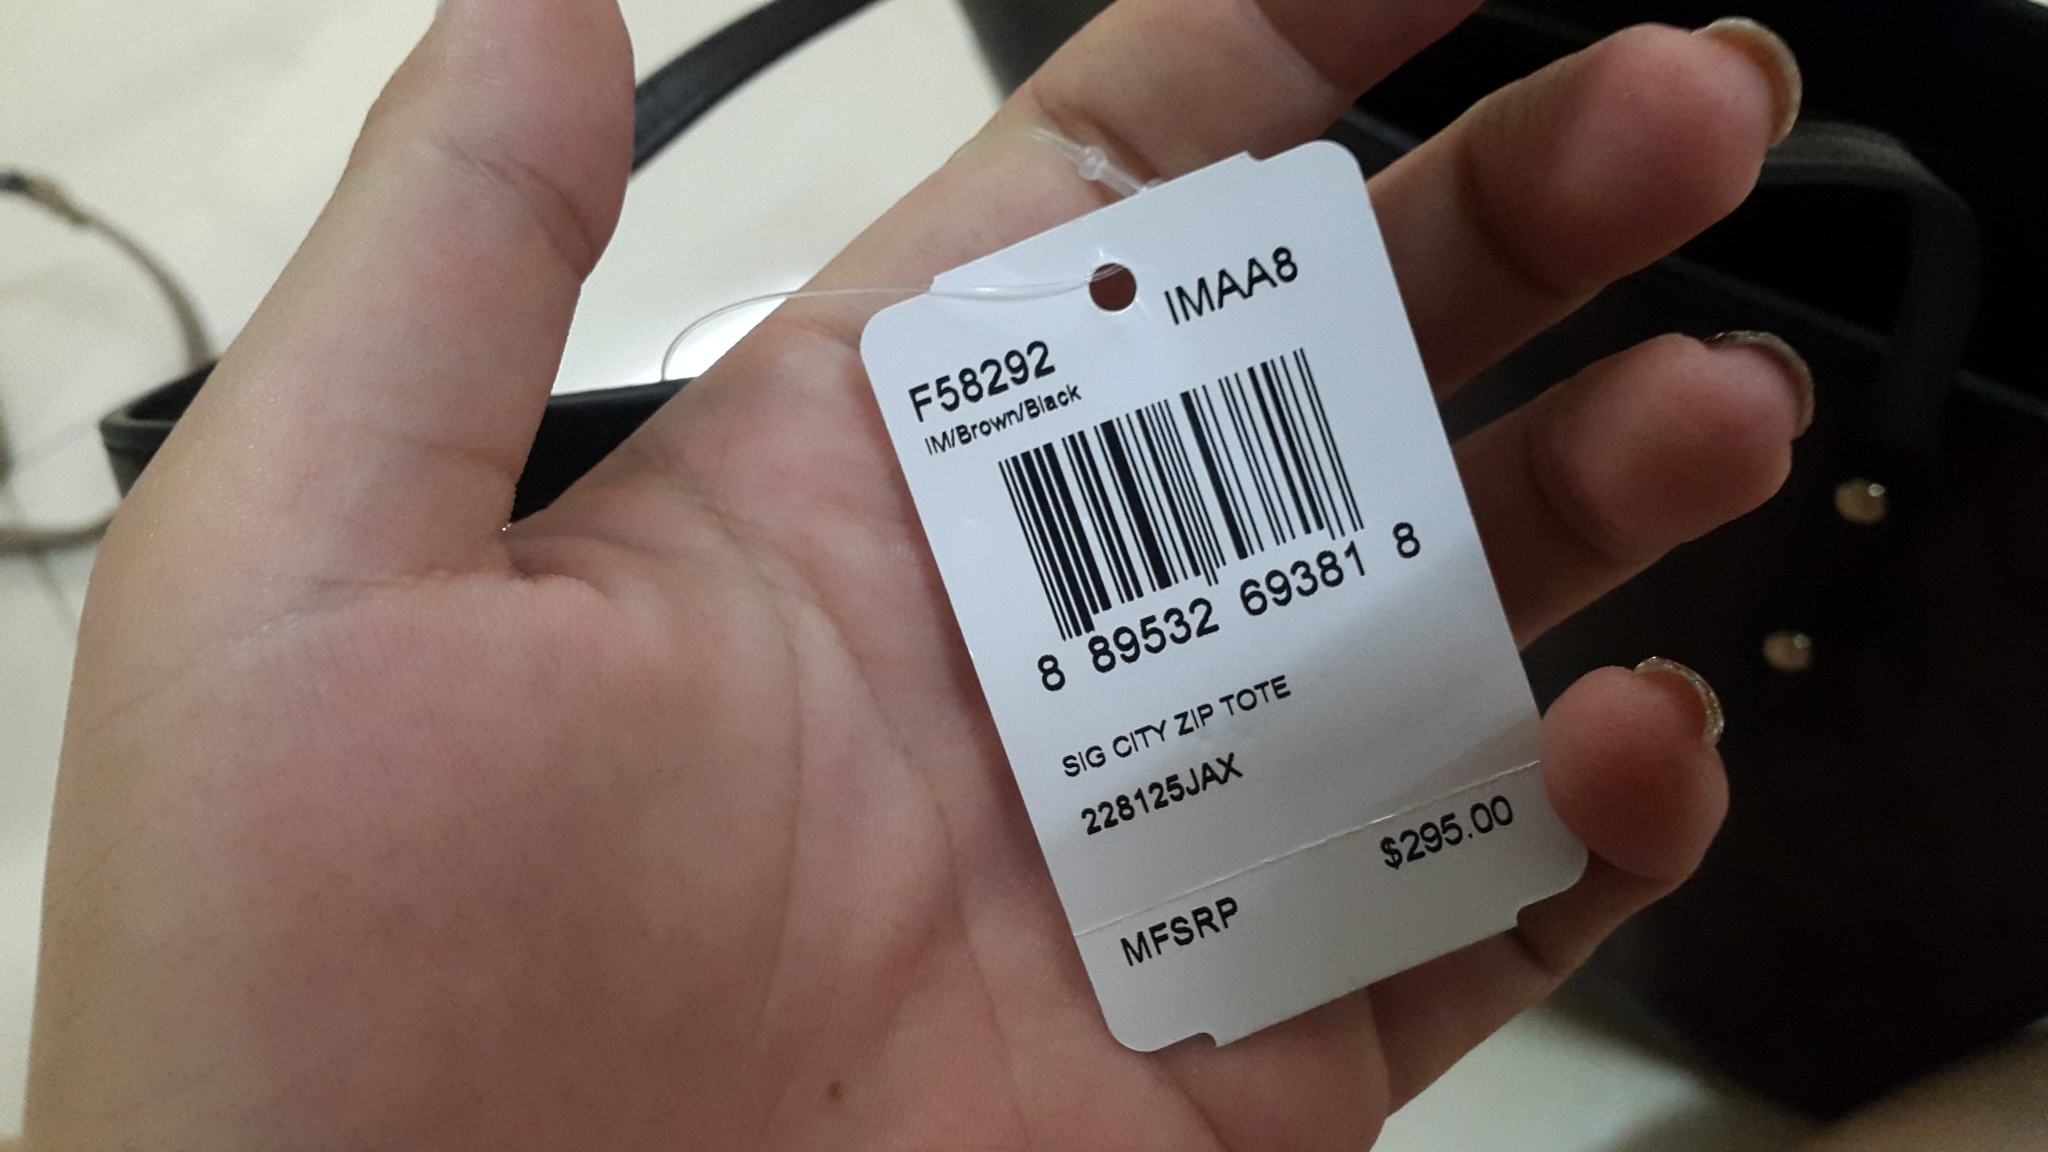 IMAA8
F58292
IM/Brown/Black
8 89532 69381 8
SIG CITY ZIP TOTE
228125JAX
$295.00
MFSRP